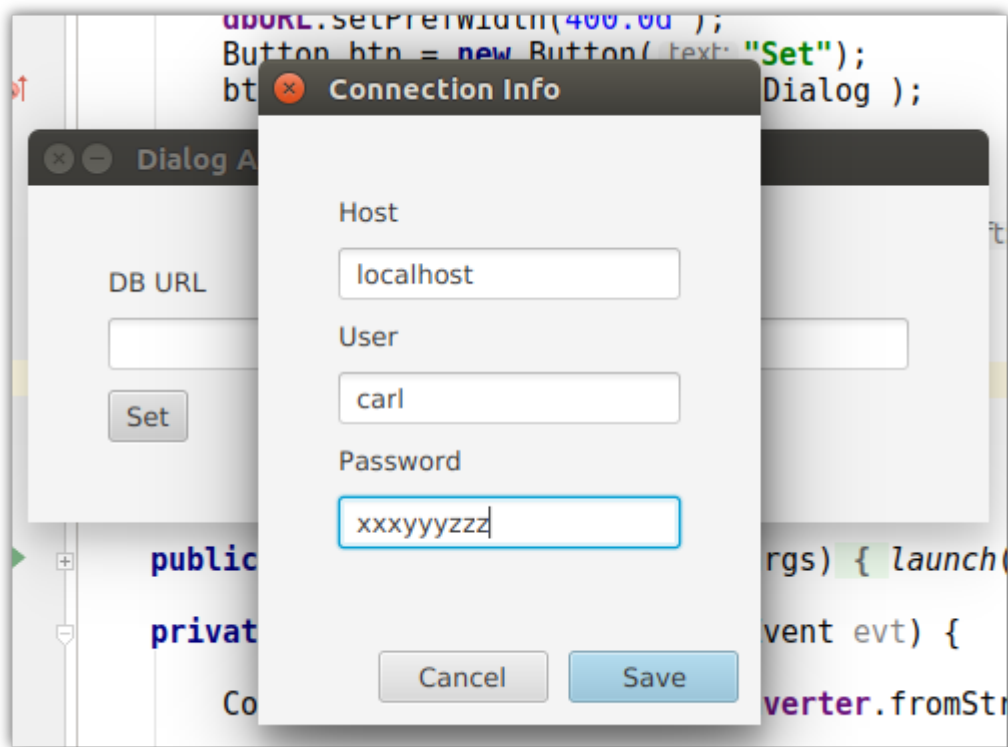 dbURL.setPrefWidth(400.0d );
Button btn = new Button( text: "Set");
bt Dialog );
Connection Info
Dialog A
Host
localhost
DB URL
User
carl
Set
Password
xxxyyyzzz
public rgs) { launch(
privat vent evt) {
Cancel
Save
Co verter.fromStr